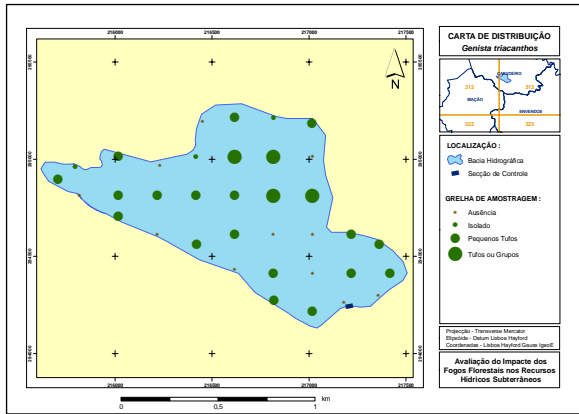 CARTA DE DISTRIBUIÇÃO
Genista triacanthos
216000
216500
217000
217500
N
312
313
MAÇÃO
ENVENDOS
322
323
LOCALIZAÇÃO :
Bacia Hidrográfica
Secção de Controle
GRELHA DE AMOSTRAGEM :
Ausência
Isolado
Pequenos Tufos
Tufos ou Grupos
0
0,5
1
km
Projecção - Transverse Mercator
Elipsóide - Datum Lisboa Hayford
Coordenadas - Lisboa Hayford Gauss IgeoE
Avaliação do Impacte dos
Fogos Florestais nos Recursos
Hídricos Subterrâneos